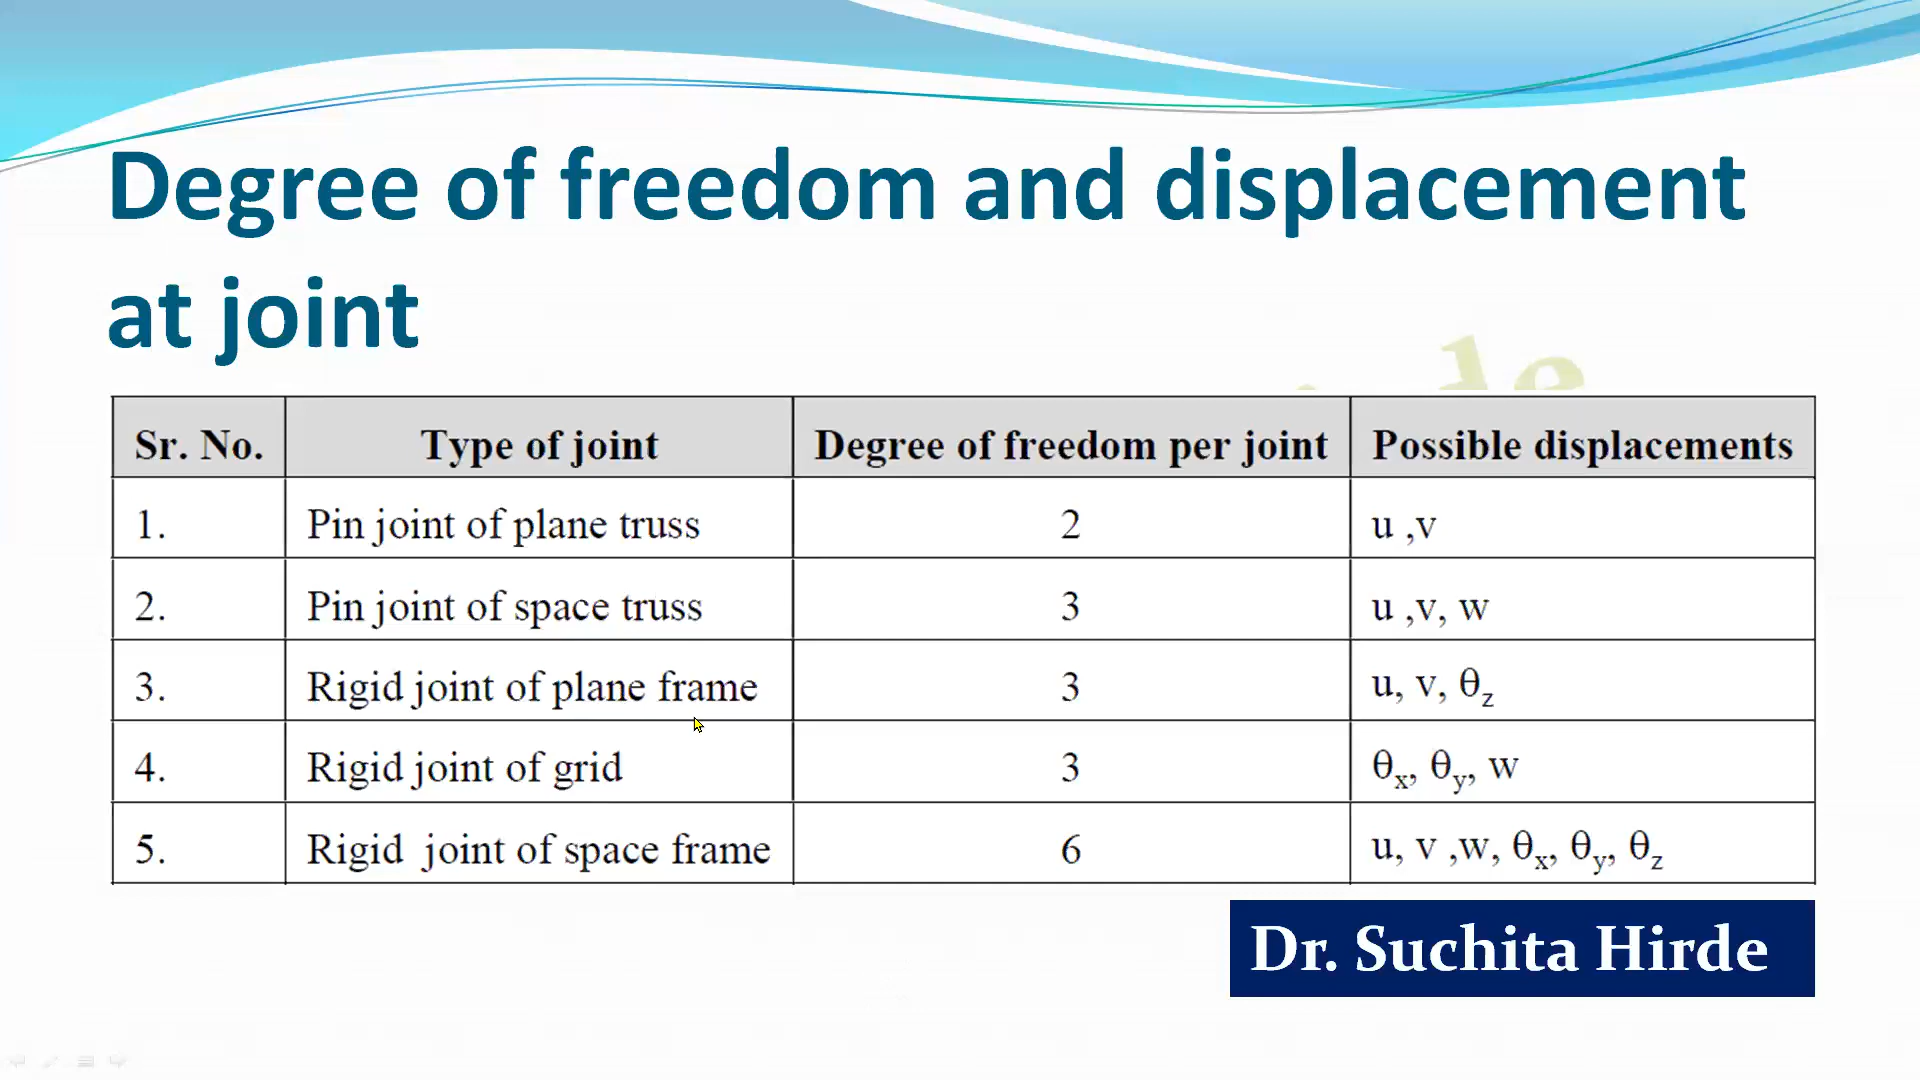 Degree of freedom and displacement
at joint
Sr. No. Type of joint Degree of freedom per joint Possible displacements
1. Pin joint of plane truss 2 u ,v
2. Pin joint of space truss 3 u ,v, w
3. Rigid joint of plane frame 3 u, v, θz
4. Rigid joint of grid 3 θx, θy, w
5. Rigid joint of space frame 6 u, v ,w, θx, θy, θz
Dr. Suchita Hirde